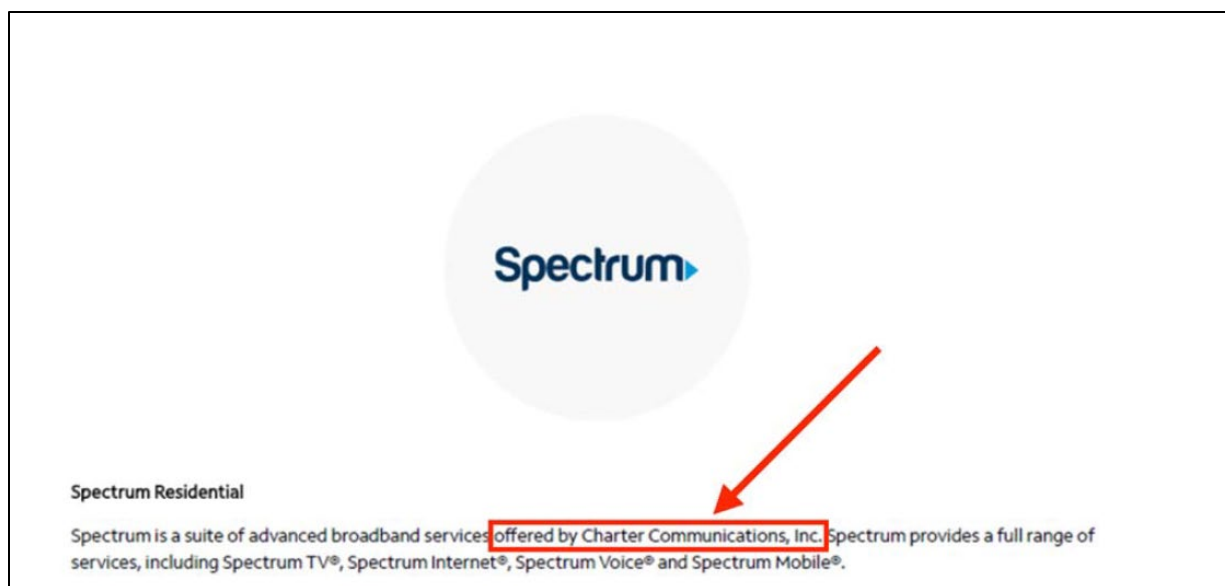 Spectrum
Spectrum Residential
Spectrum is a suite of advanced broadband services offered by Charter Communications, Inc. Spectrum provides a full range of
services, including Spectrum TV®, Spectrum Internet®, Spectrum Voice® and Spectrum Mobile®.